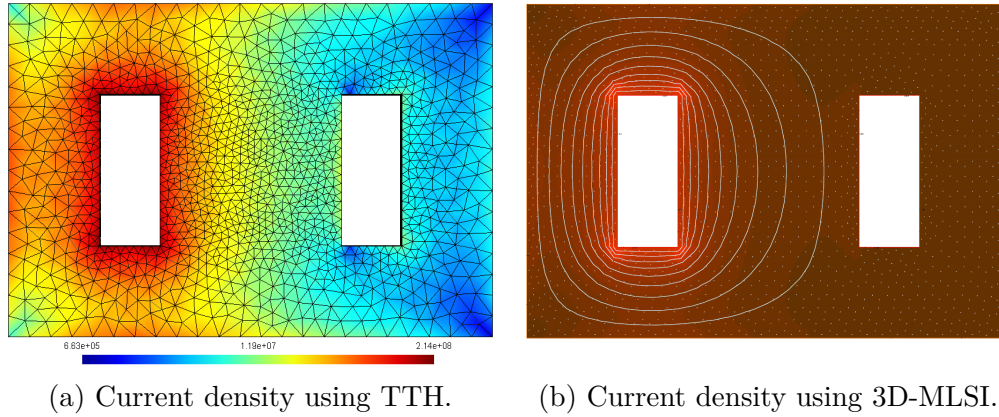 6.63e+05 1.19e+07 2.14e+08
(a) Current density using TTH. (b) Current density using 3D-MLSI.